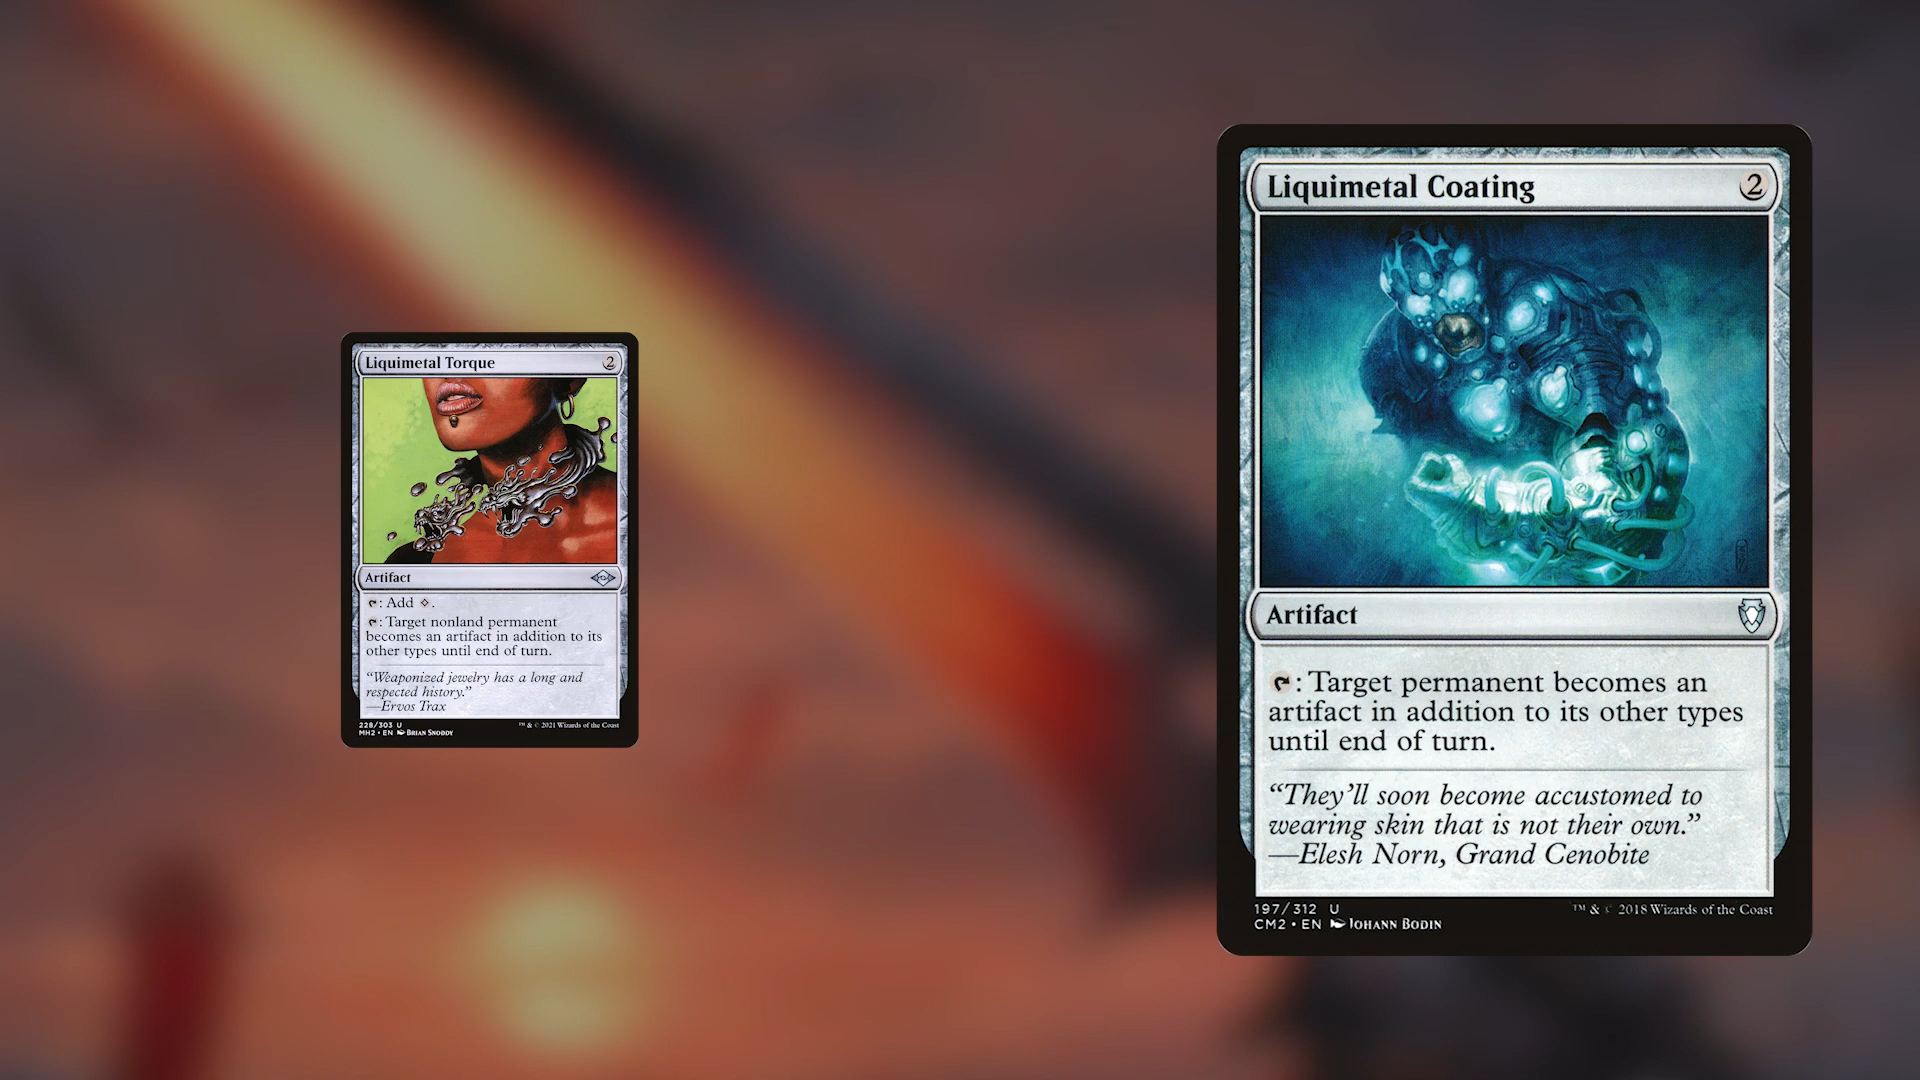 Liquimetal Torque 2
Artifact
: Add .
: Target nonland permanent
becomes an artifact in addition to its
other types until end of turn.
“Weaponized jewelry has a long and
respected history.”
—Ervos Trax
228/303 U
MH2 • EN Brian Snoddy
™ & © 2021 Wizards of the Coast
Liquimetal Coating 2
Artifact
: Target permanent becomes an
artifact in addition to its other types
until end of turn.
“They’ll soon become accustomed to
wearing skin that is not their own.”
—Elesh Norn, Grand Cenobite
197/312 U
CM2 • EN Johann Bodin
™ & © 2018 Wizards of the Coast